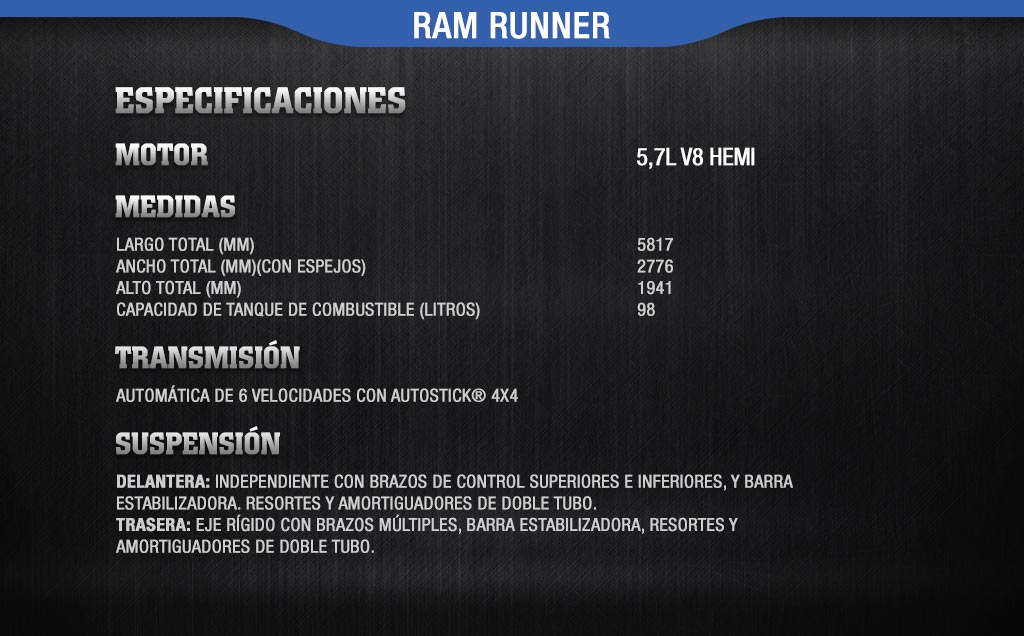 RAM RUNNER
ESPECIFICACIONES
MOTOR 5,7L V8 HEMI
MEDIDAS
LARGO TOTAL (MM) 5817
ANCHO TOTAL (MM)(CON ESPEJOS) 2776
ALTO TOTAL (MM) 1941
CAPACIDAD DE TANQUE DE COMBUSTIBLE (LITROS) 98
TRANSMISIÓN
AUTOMÁTICA DE 6 VELOCIDADES CON AUTOSTICK® 4X4
SUSPENSIÓN
DELANTERA: INDEPENDIENTE CON BRAZOS DE CONTROL SUPERIORES E INFERIORES, Y BARRA
ESTABILIZADORA. RESORTES Y AMORTIGUADORES DE DOBLE TUBO.
TRASERA: EJE RÍGIDO CON BRAZOS MÚLTIPLES, BARRA ESTABILIZADORA, RESORTES Y
AMORTIGUADORES DE DOBLE TUBO.